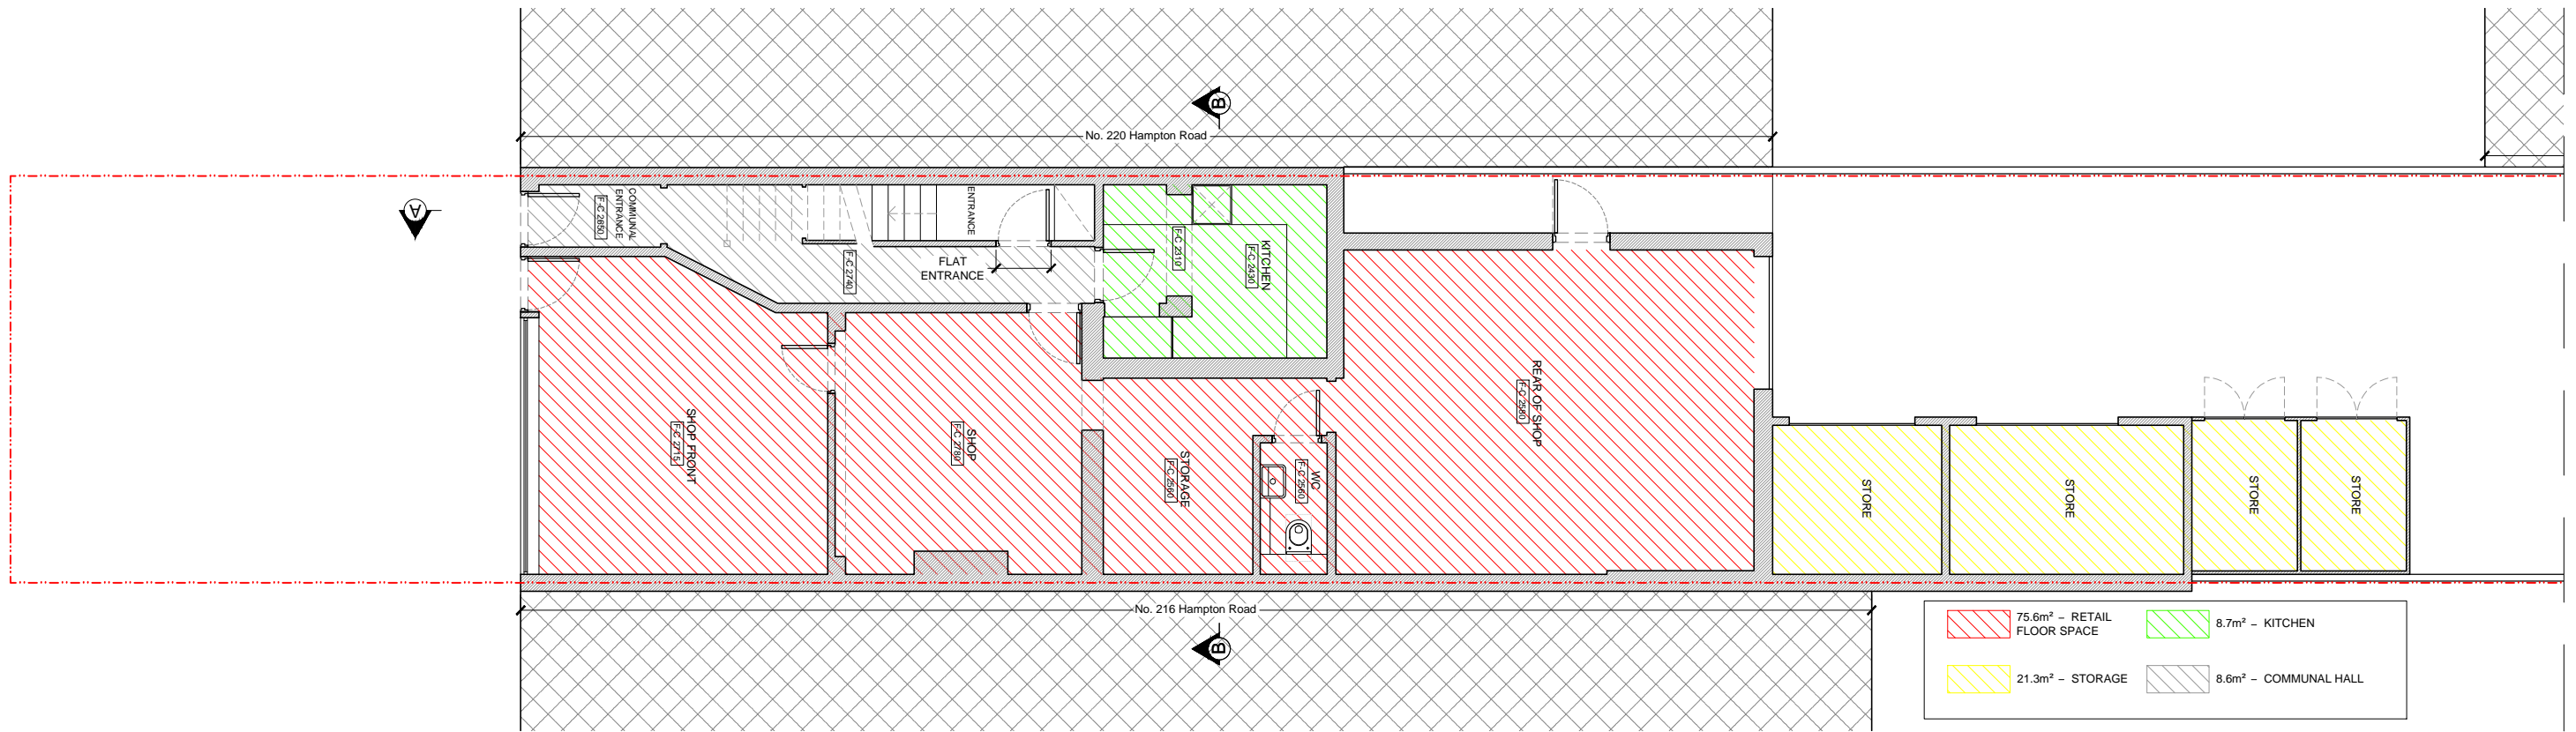 B
No. 220 Hampton Road
A
COMMUNAL
ENTRANCE
F-C 2650
ENTRANCE
FLAT
ENTRANCE
F-C 2740
F-C 2310
KITCHEN
F-C 2430
SHOP FRONT
F-C 2715
SHOP
F-C 2780
STORAGE
F-C 2560
WC
F-C 2560
REAR OF SHOP
F-C 2580
STORE
STORE
STORE
STORE
No. 216 Hampton Road
B
75.6m² – RETAIL
FLOOR SPACE
8.7m² – KITCHEN
21.3m² – STORAGE
8.6m² – COMMUNAL HALL